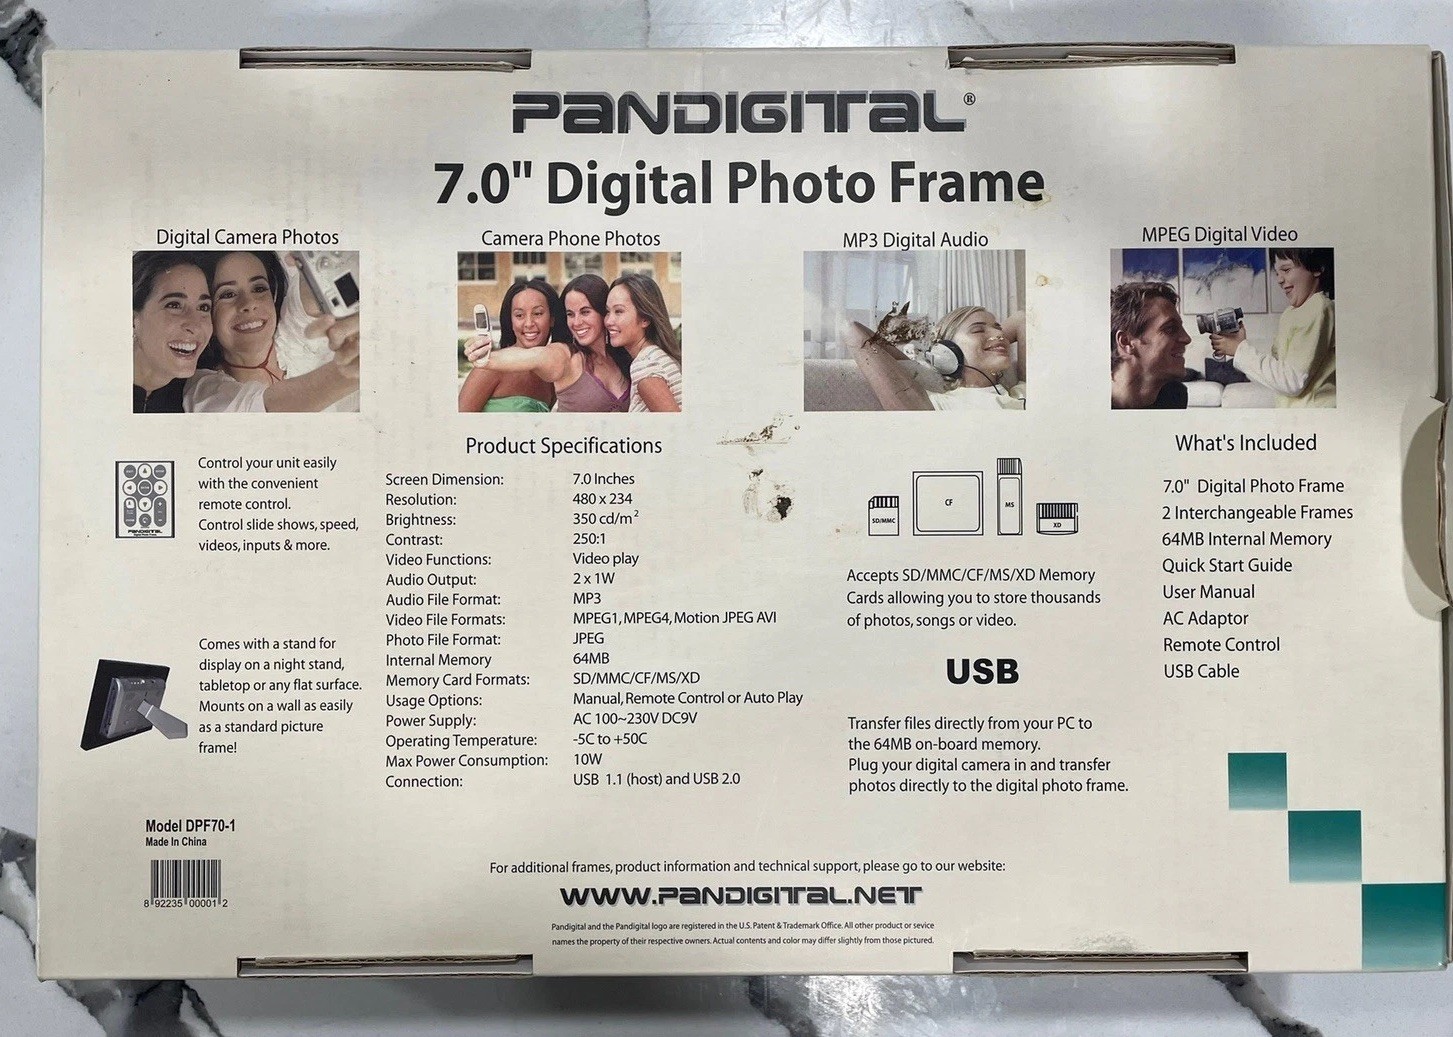 PANDIGITAL®
7.0" Digital Photo Frame
Digital Camera Photos
Camera Phone Photos
MP3 Digital Audio
MPEG Digital Video
Control your unit easily
with the convenient
remote control.
Control slide shows, speed,
videos, inputs & more.
PANDIGITAL
Comes with a stand for
display on a night stand,
tabletop or any flat surface.
Mounts on a wall as easily
as a standard picture
frame!
Model DPF70-1
Made In China
8 92235 00001 2
Product Specifications
Screen Dimension: 7.0 Inches
Resolution: 480 x 234
Brightness: 350 cd/m²
Contrast: 250:1
Video Functions: Video play
Audio Output: 2 x 1W
Audio File Format: MP3
Video File Formats: MPEG1, MPEG4, Motion JPEG AVI
Photo File Format: JPEG
Internal Memory 64MB
Memory Card Formats: SD/MMC/CF/MS/XD
Usage Options: Manual, Remote Control or Auto Play
Power Supply: AC 100~230V DC9V
Operating Temperature: -5C to +50C
Max Power Consumption: 10W
Connection: USB 1.1 (host) and USB 2.0
SD/MMC
CF
MS
XD
Accepts SD/MMC/CF/MS/XD Memory
Cards allowing you to store thousands
of photos, songs or video.
USB
Transfer files directly from your PC to
the 64MB on-board memory.
Plug your digital camera in and transfer
photos directly to the digital photo frame.
What's Included
7.0" Digital Photo Frame
2 Interchangeable Frames
64MB Internal Memory
Quick Start Guide
User Manual
AC Adaptor
Remote Control
USB Cable
For additional frames, product information and technical support, please go to our website:
WWW.PANDIGITAL.NET
Pandigital and the Pandigital logo are registered in the U.S. Patent & Trademark Office. All other product or sevice
names the property of their respective owners. Actual contents and color may differ slightly from those pictured.